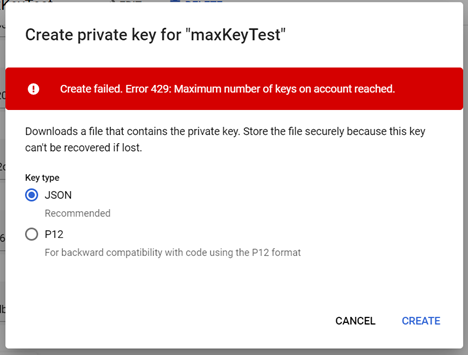 DELETE
Create private key for "maxKeyTest"
Create failed. Error 429: Maximum number of keys on account reached.
Downloads a file that contains the private key. Store the file securely because this key
can't be recovered if lost.
Key type
JSON
Recommended
P12
For backward compatibility with code using the P12 format
CANCEL
CREATE